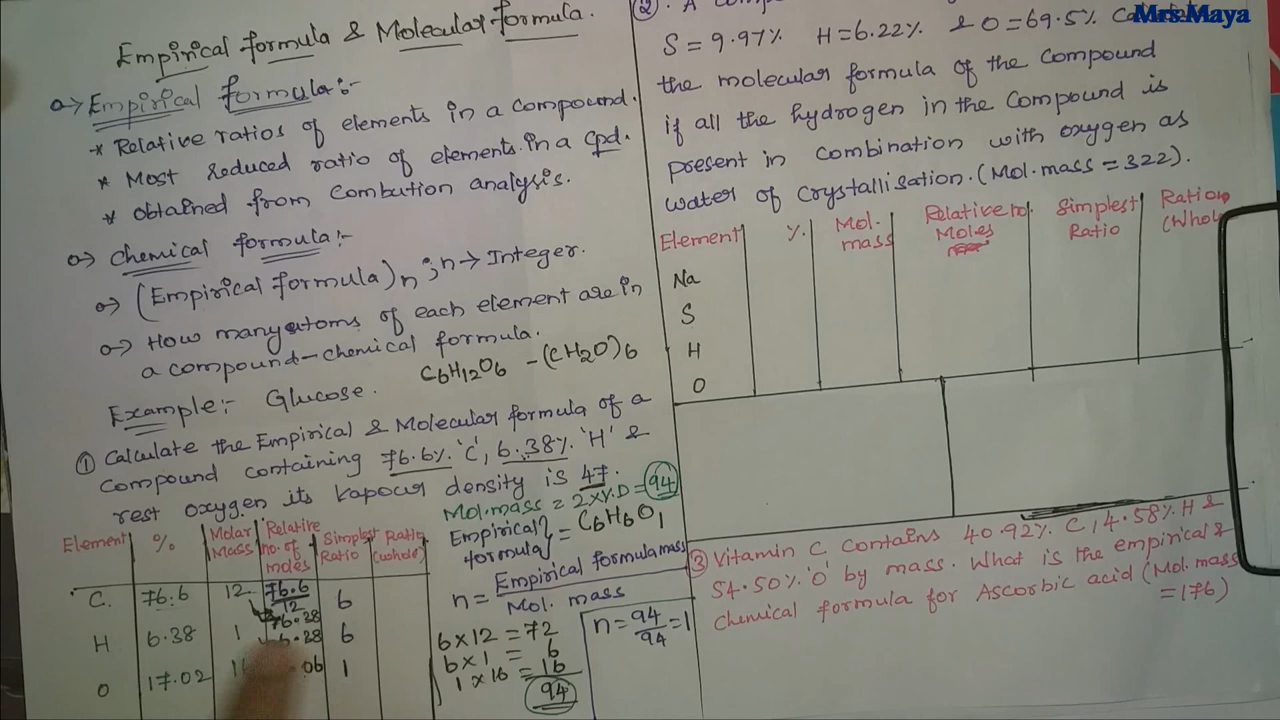 Empirical formula & Molecular formula.
Empirical formula:-
* Relative ratios of elements in a compound.
* Most reduced ratio of elements in a cpd.
* obtained from combution analysis.
chemical formula:-
(Empirical formula)n ; n → Integer.
How many atoms of each element are in
a compound - chemical formula.
Example:- Glucose. C6H12O6 - (CH2O)6
① Calculate the Empirical & Molecular formula of a
compound containing 76.6% 'C', 6.38% 'H' &
rest oxygen its vapour density is 47.
Mol. mass = 2 x V.D = 94
Element % Molar Mass Relative no. of moles Simplest Ratio Ratio (whole)
C. 76.6 12 76.6/12 6
H 6.38 1 6.38 6
O 17.02 1 06 1
Empirical formula } = C6H6O1
n = Empirical formula mass / Mol. mass
6 x 12 = 72
6 x 1 = 6
1 x 16 = 16
94
n = 94/94 = 1
② A comp
Mrs.Maya
S = 9.97% H = 6.22% & O = 69.5%
the molecular formula of the compound
if all the hydrogen in the compound is
present in combination with oxygen as
water of crystallisation. (Mol. mass = 322).
Element % Mol. mass Relative no. Moles Simplest Ratio Ratio (Whole
Na
S
H
O
③ Vitamin C contains 40.92% C, 4.58% H &
54.50% 'O' by mass. What is the empirical &
chemical formula for Ascorbic acid (Mol. mass
= 176)